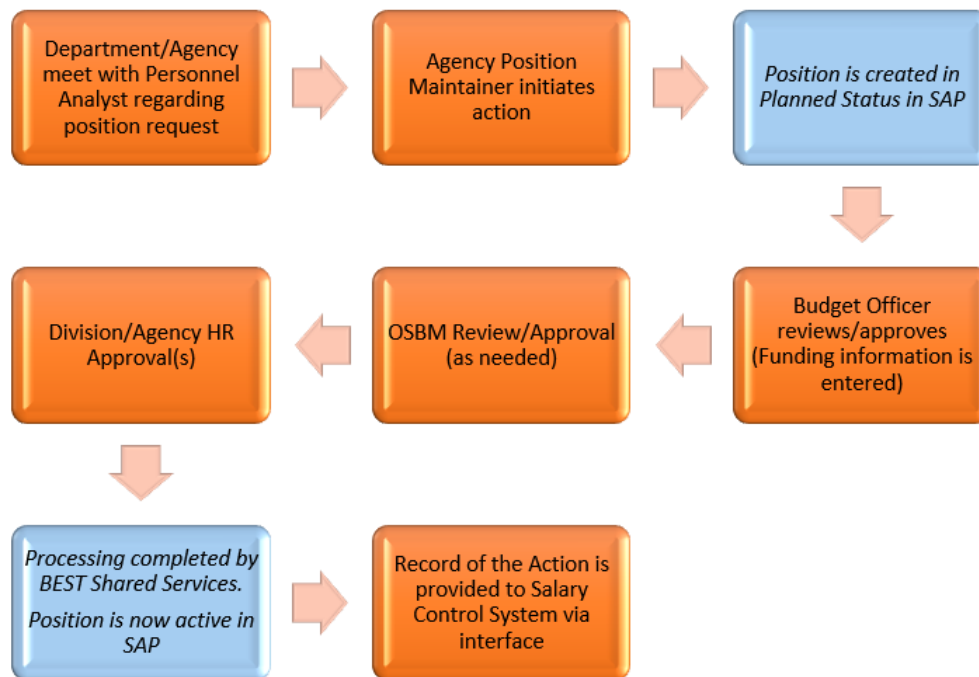 Department/Agency
meet with Personnel
Analyst regarding
position request
Agency Position
Maintainer initiates
action
Position is created in
Planned Status in SAP
Budget Officer
reviews/approves
(Funding information is
entered)
OSBM Review/Approval
(as needed)
Division/Agency HR
Approval(s)
Processing completed by
BEST Shared Services.
Position is now active in
SAP
Record of the Action is
provided to Salary
Control System via
interface